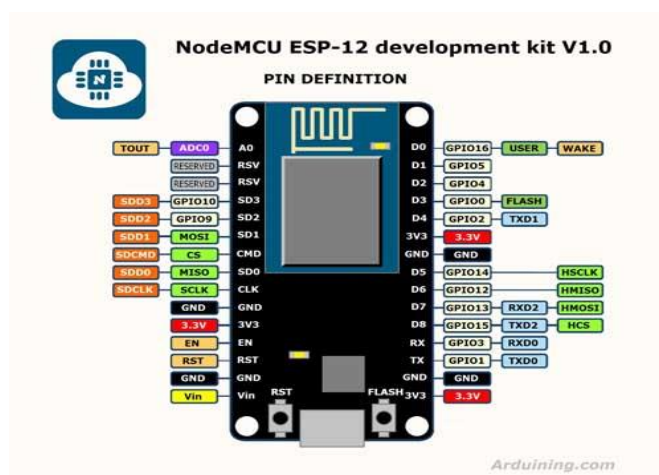 NodeMCU ESP-12 development kit V1.0
PIN DEFINITION
N
TOUT ADC0 A0 D0 GPIO16 USER WAKE
RESERVED RSV D1 GPIO5
RESERVED RSV D2 GPIO4
SDD3 GPIO10 SD3 D3 GPIO0 FLASH
SDD2 GPIO9 SD2 D4 GPIO2 TXD1
SDD1 MOSI SD1 3V3 3.3V
SDCMD CS CMD GND GND
SDD0 MISO SD0 D5 GPIO14 HSCLK
SDCLK SCLK CLK D6 GPIO12 HMISO
GND GND D7 GPIO13 RXD2 HMOSI
3.3V 3V3 D8 GPIO15 TXD2 HCS
EN EN RX GPIO3 RXD0
RST RST TX GPIO1 TXD0
GND GND GND GND
Vin Vin RST FLASH 3V3 3.3V
Arduining.com